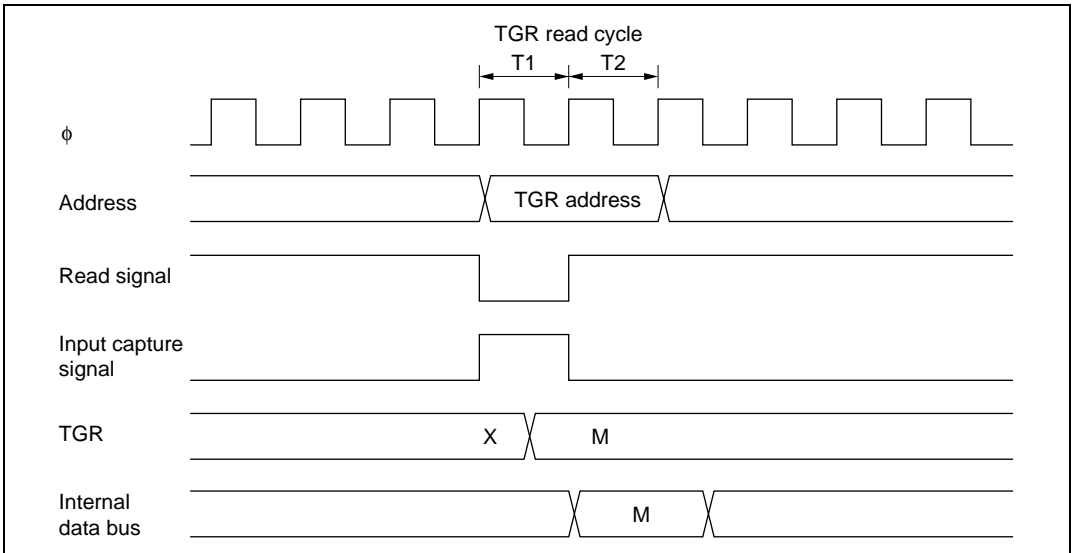 TGR read cycle
T1 T2
ϕ
Address
TGR address
Read signal
Input capture
signal
TGR
X M
Internal
data bus
M